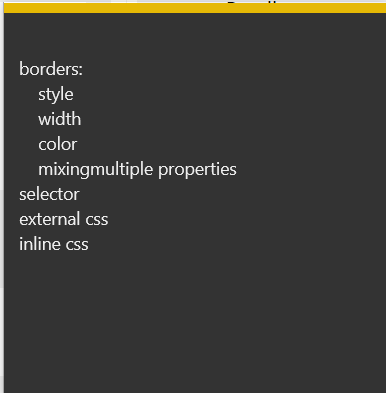 borders:
style
width
color
mixingmultiple properties
selector
external css
inline css